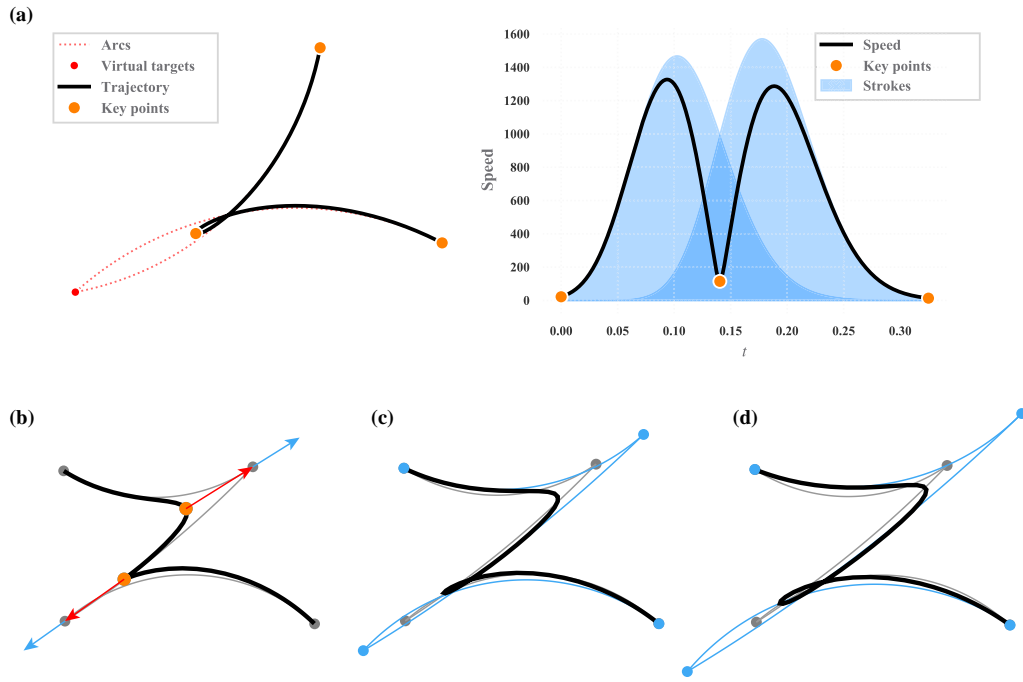 (a)
Arcs
Virtual targets
Trajectory
Key points
Speed
Key points
Strokes
1600
1400
1200
1000
800
600
400
200
0
Speed
0.00 0.05 0.10 0.15 0.20 0.25 0.30
t
(b)
(c)
(d)